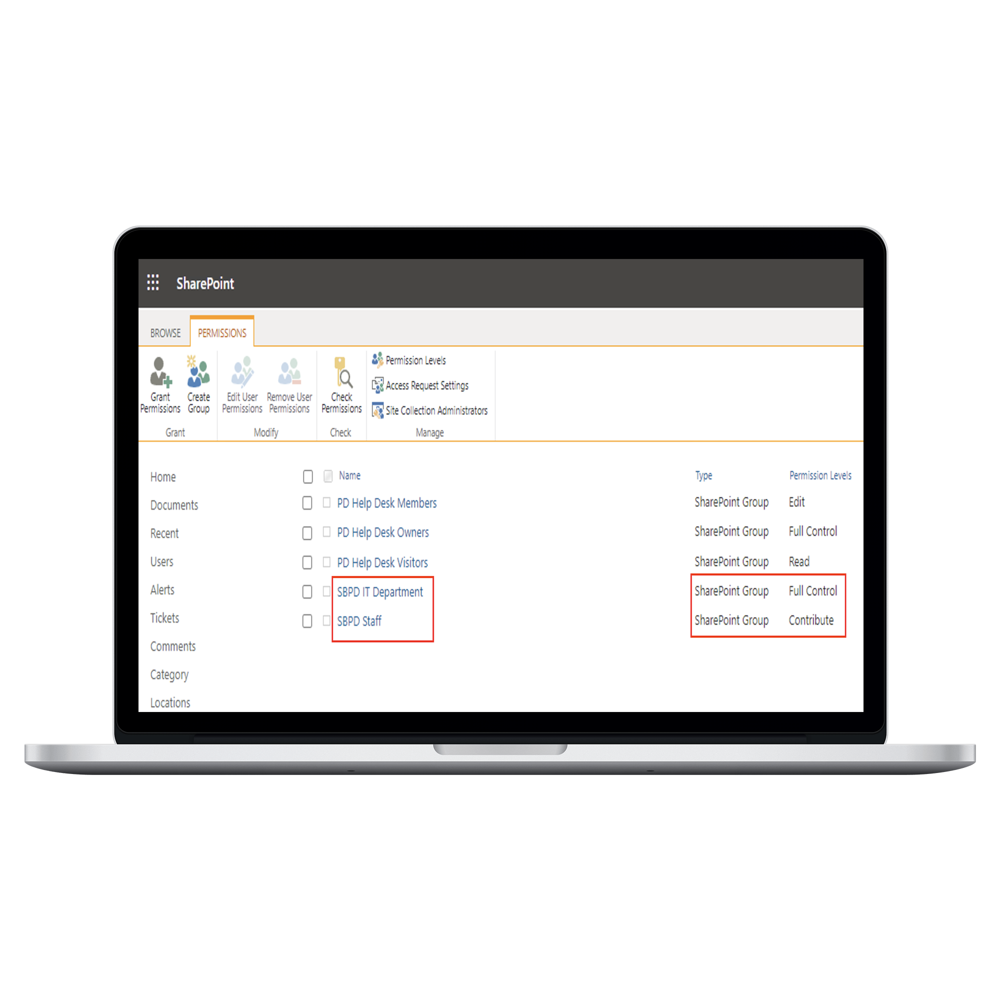 SharePoint
BROWSE PERMISSIONS
Grant Permissions
Create Group
Edit User Permissions
Remove User Permissions
Check Permissions
Permission Levels
Access Request Settings
Site Collection Administrators
Grant Modify Check Manage
Home
Documents
Recent
Users
Alerts
Tickets
Comments
Category
Locations
Name Type Permission Levels
PD Help Desk Members SharePoint Group Edit
PD Help Desk Owners SharePoint Group Full Control
PD Help Desk Visitors SharePoint Group Read
SBPD IT Department SharePoint Group Full Control
SBPD Staff SharePoint Group Contribute